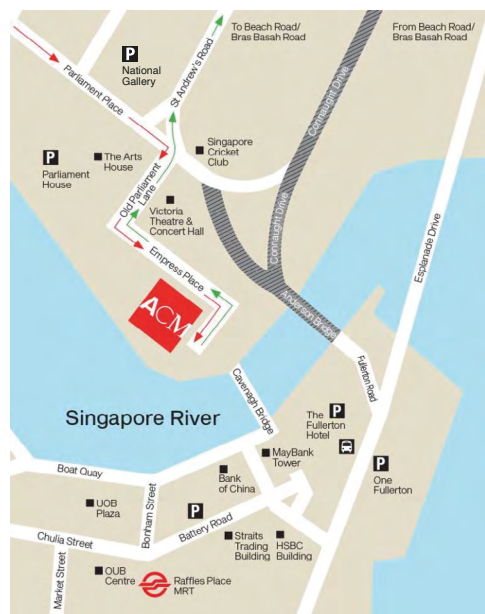 To Beach Road/
Bras Basah Road
From Beach Road/
Bras Basah Road
P
National
Gallery
St Andrew's Road
Connaught Drive
Parliament Place
Singapore
Cricket
Club
P
Parliament
House
The Arts
House
Old Parliament
Lane
Victoria
Theatre &
Concert Hall
Connaught Drive
Esplanade Drive
Empress Place
ACM
Anderson Bridge
Fullerton Road
Cavenagh Bridge
Singapore River
The
Fullerton
Hotel
P
MayBank
Tower
P
One
Fullerton
Boat Quay
Bank
of China
UOB
Plaza
Bonham Street
P
Battery Road
Chulia Street
Straits
Trading
Building
HSBC
Building
Market Street
OUB
Centre
Raffles Place
MRT